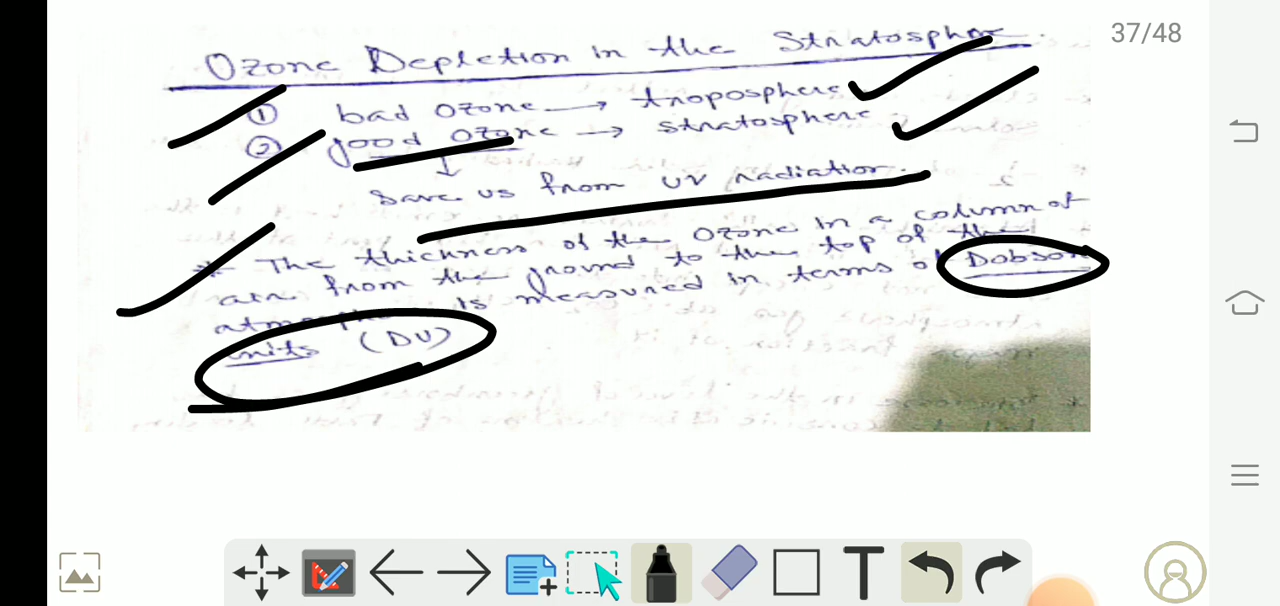 37/48
Ozone Depletion in the Stratosphere.
① bad ozone → troposphere
② good ozone → stratosphere
↓
save us from UV radiation.
* The thickness of the ozone in a column of
air from the ground to the top of the
is measured in terms of Dobson
units (DU)
T